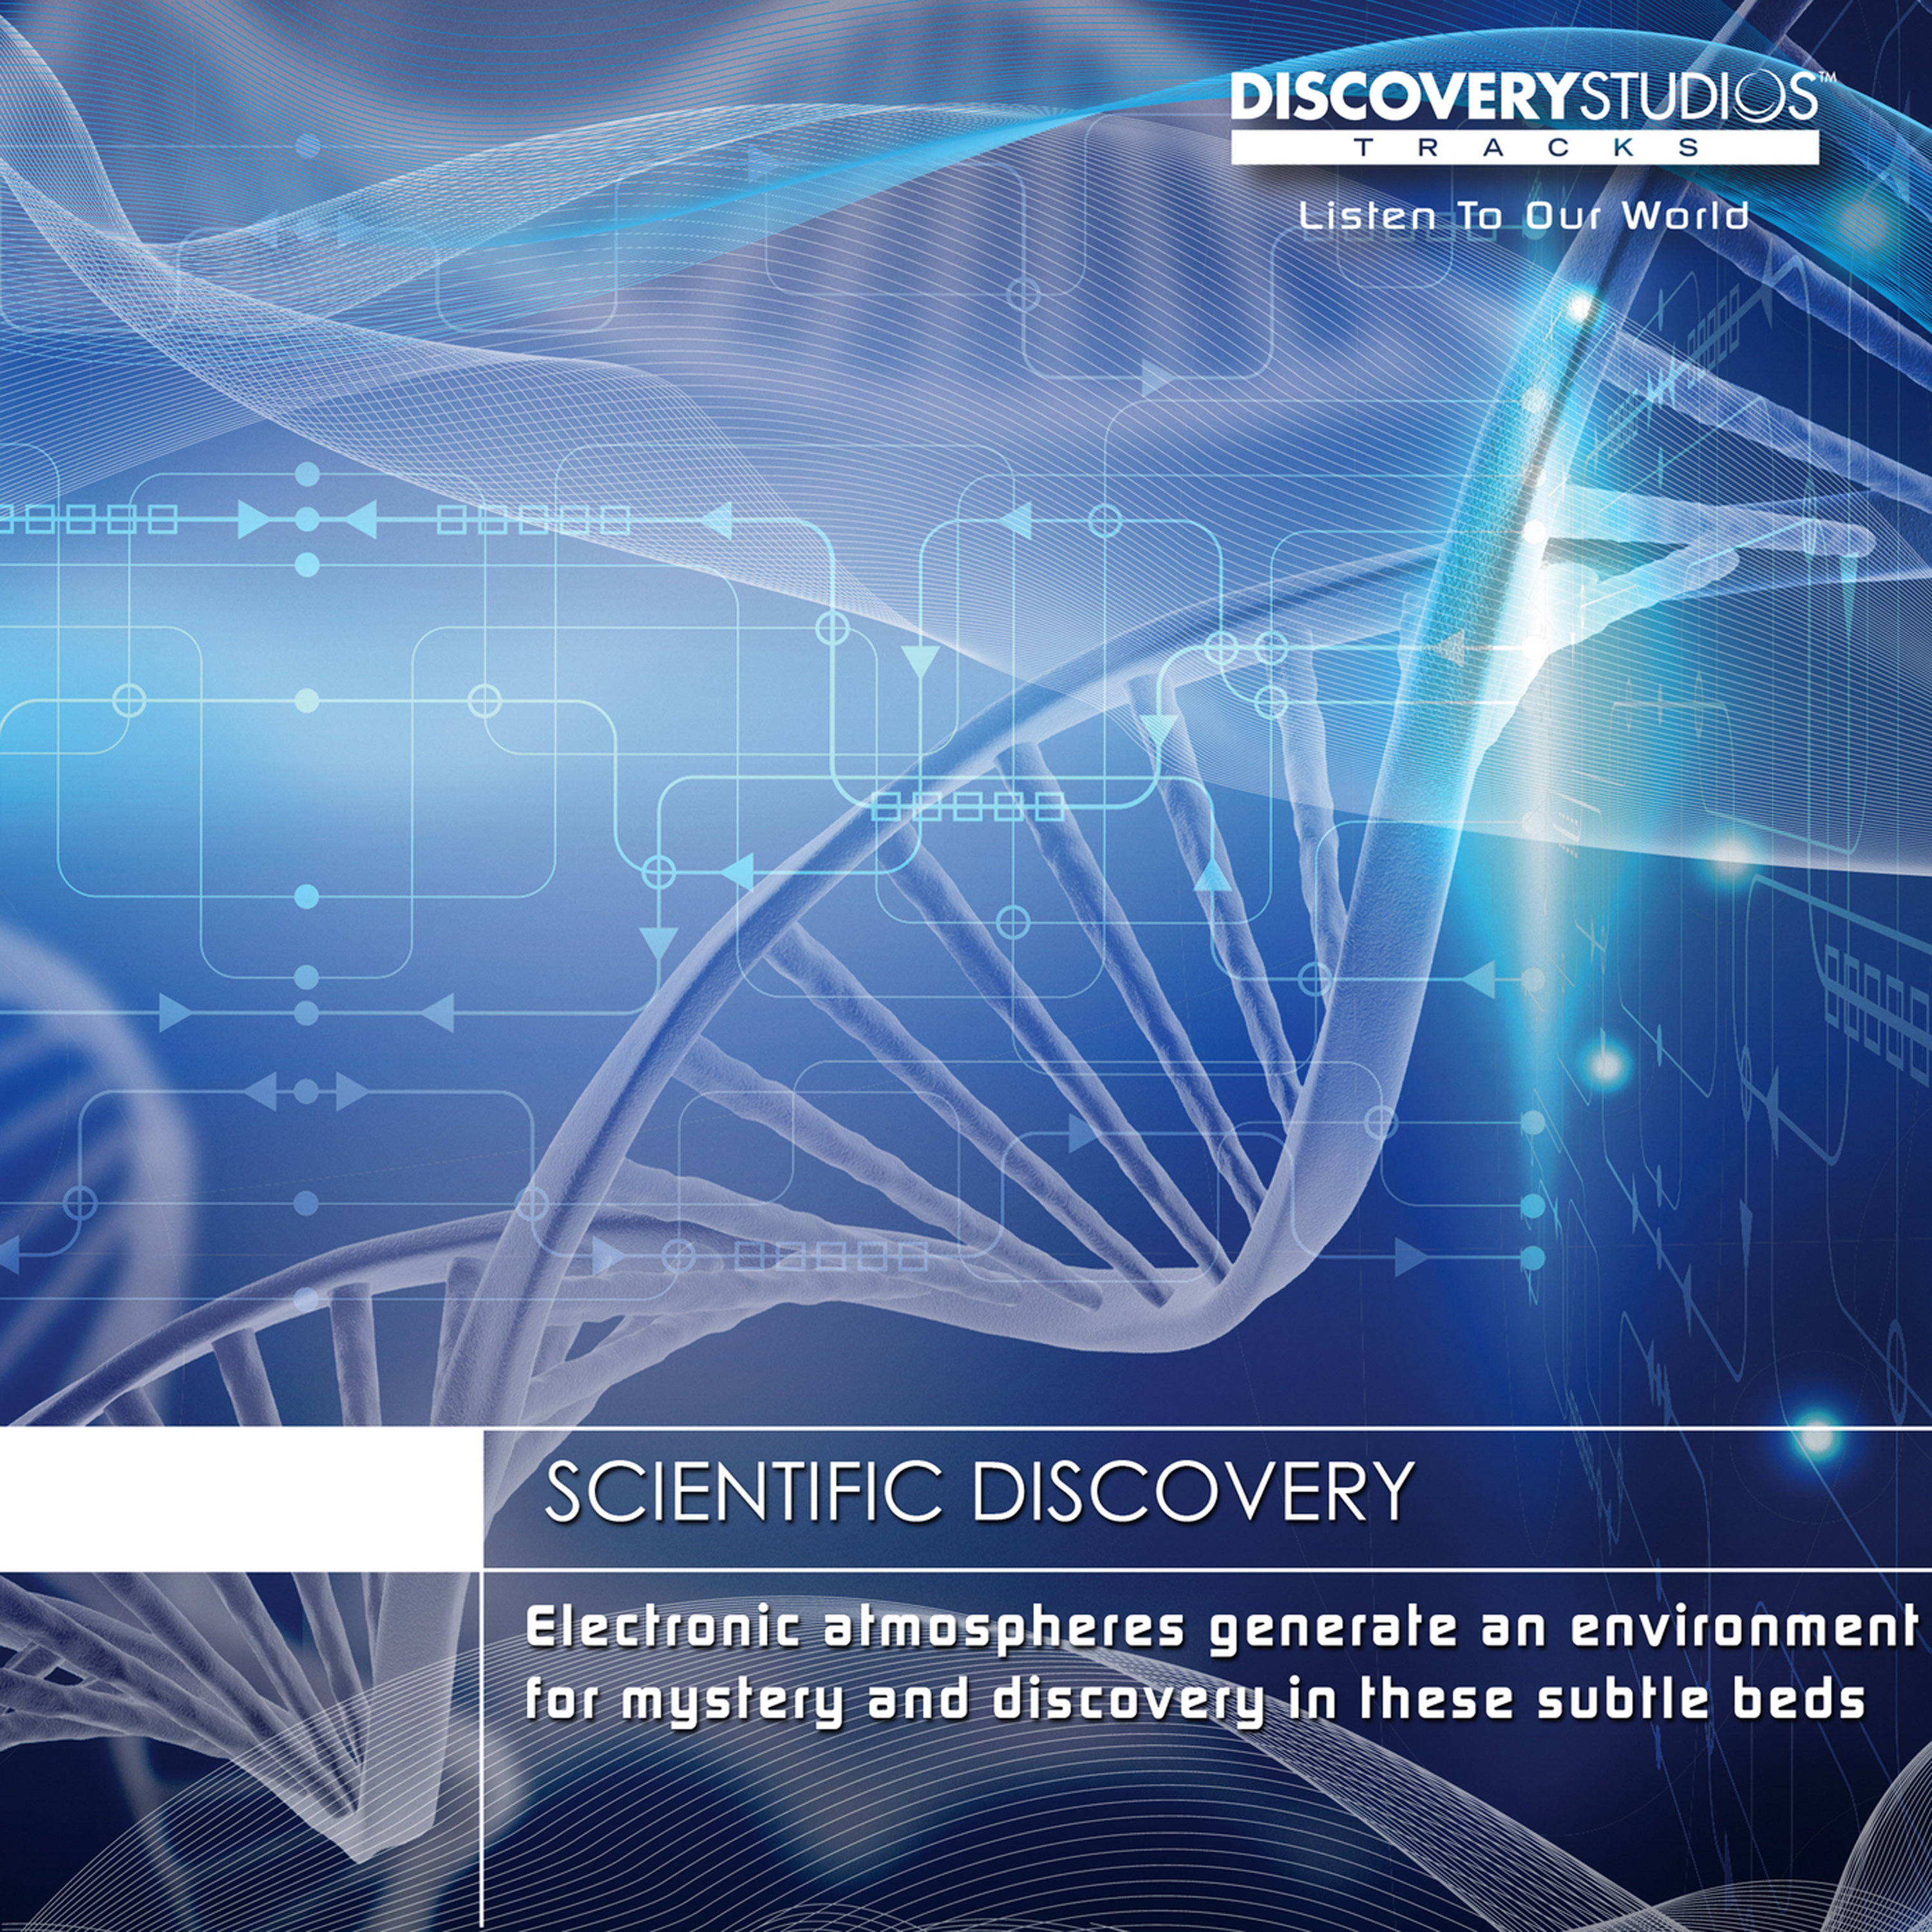 DISCOVERYSTUDIOS™
TRACKS
Listen To Our World
SCIENTIFIC DISCOVERY
Electronic atmospheres generate an environment
for mystery and discovery in these subtle beds